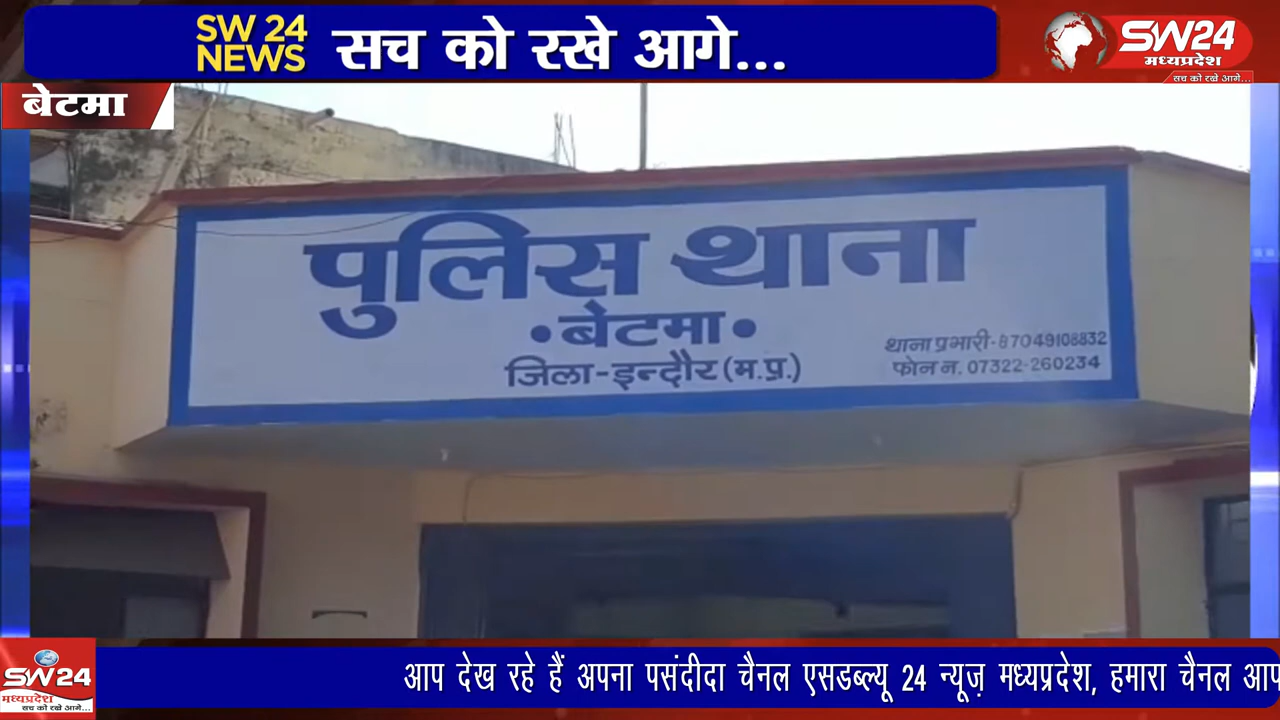 SW 24 NEWS सच को रखे आगे...
SW24
मध्यप्रदेश
सच को रखे आगे...
बेटमा
पुलिस थाना
•बेटमा•
जिला-इन्दौर (म.प्र.)
थाना प्रभारी-
फोन न. 07322-260234
SW24
मध्यप्रदेश
सच को रखे आगे...
आप देख रहे हैं अपना पसंदीदा चैनल एसडब्ल्यू 24 न्यूज़ मध्यप्रदेश, हमारा चैनल आप